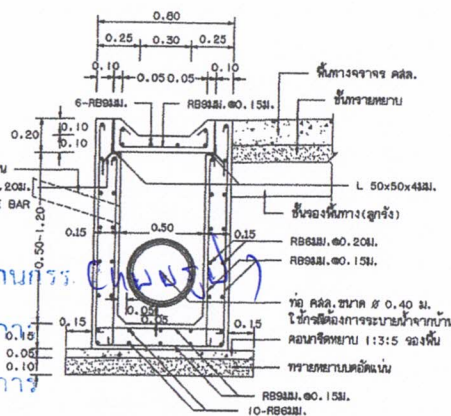 0.80
0.25 0.30 0.25
0.10 0.05 0.05 0.10
พื้นทางจราจร คสล.
6-RB9มม. RB9มม.@0.15ม.
ชั้นทรายหยาบ
0.20 0.10
0.10
.20ม.
BAR
L 50x50x4มม.
ชั้นรองพื้นทาง(ลูกรัง)
0.15 0.50 0.15
0.50-1.20
RB6มม.@0.20ม.
RB9มม.@0.15ม.
ท่อ คสล.ขนาด Ø 0.40 ม.
ใช้กรณีต้องการระบายน้ำจากบ้าน
0.15 .05 .05 0.15
0.15
คอนกรีตหยาบ 1:3:5 รองพื้น
0.05
0.10
ทรายหยาบบดอัดแน่น
RB9มม.@0.15ม.
10-RB6มม.